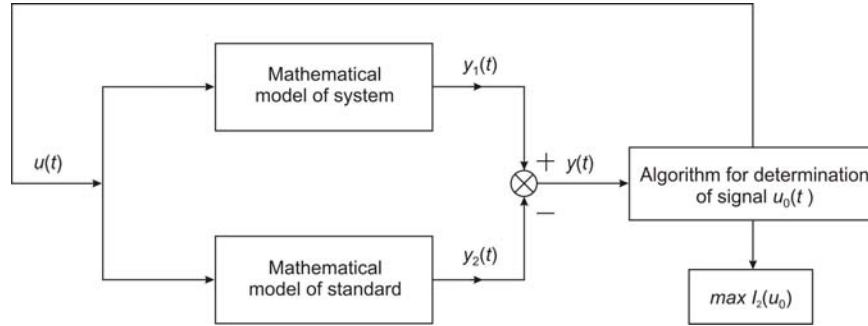 Mathematical
model of system
y₁(t)
u(t)
+
y(t)
−
Algorithm for determination
of signal u₀(t )
Mathematical
model of standard
y₂(t)
max I₂(u₀)